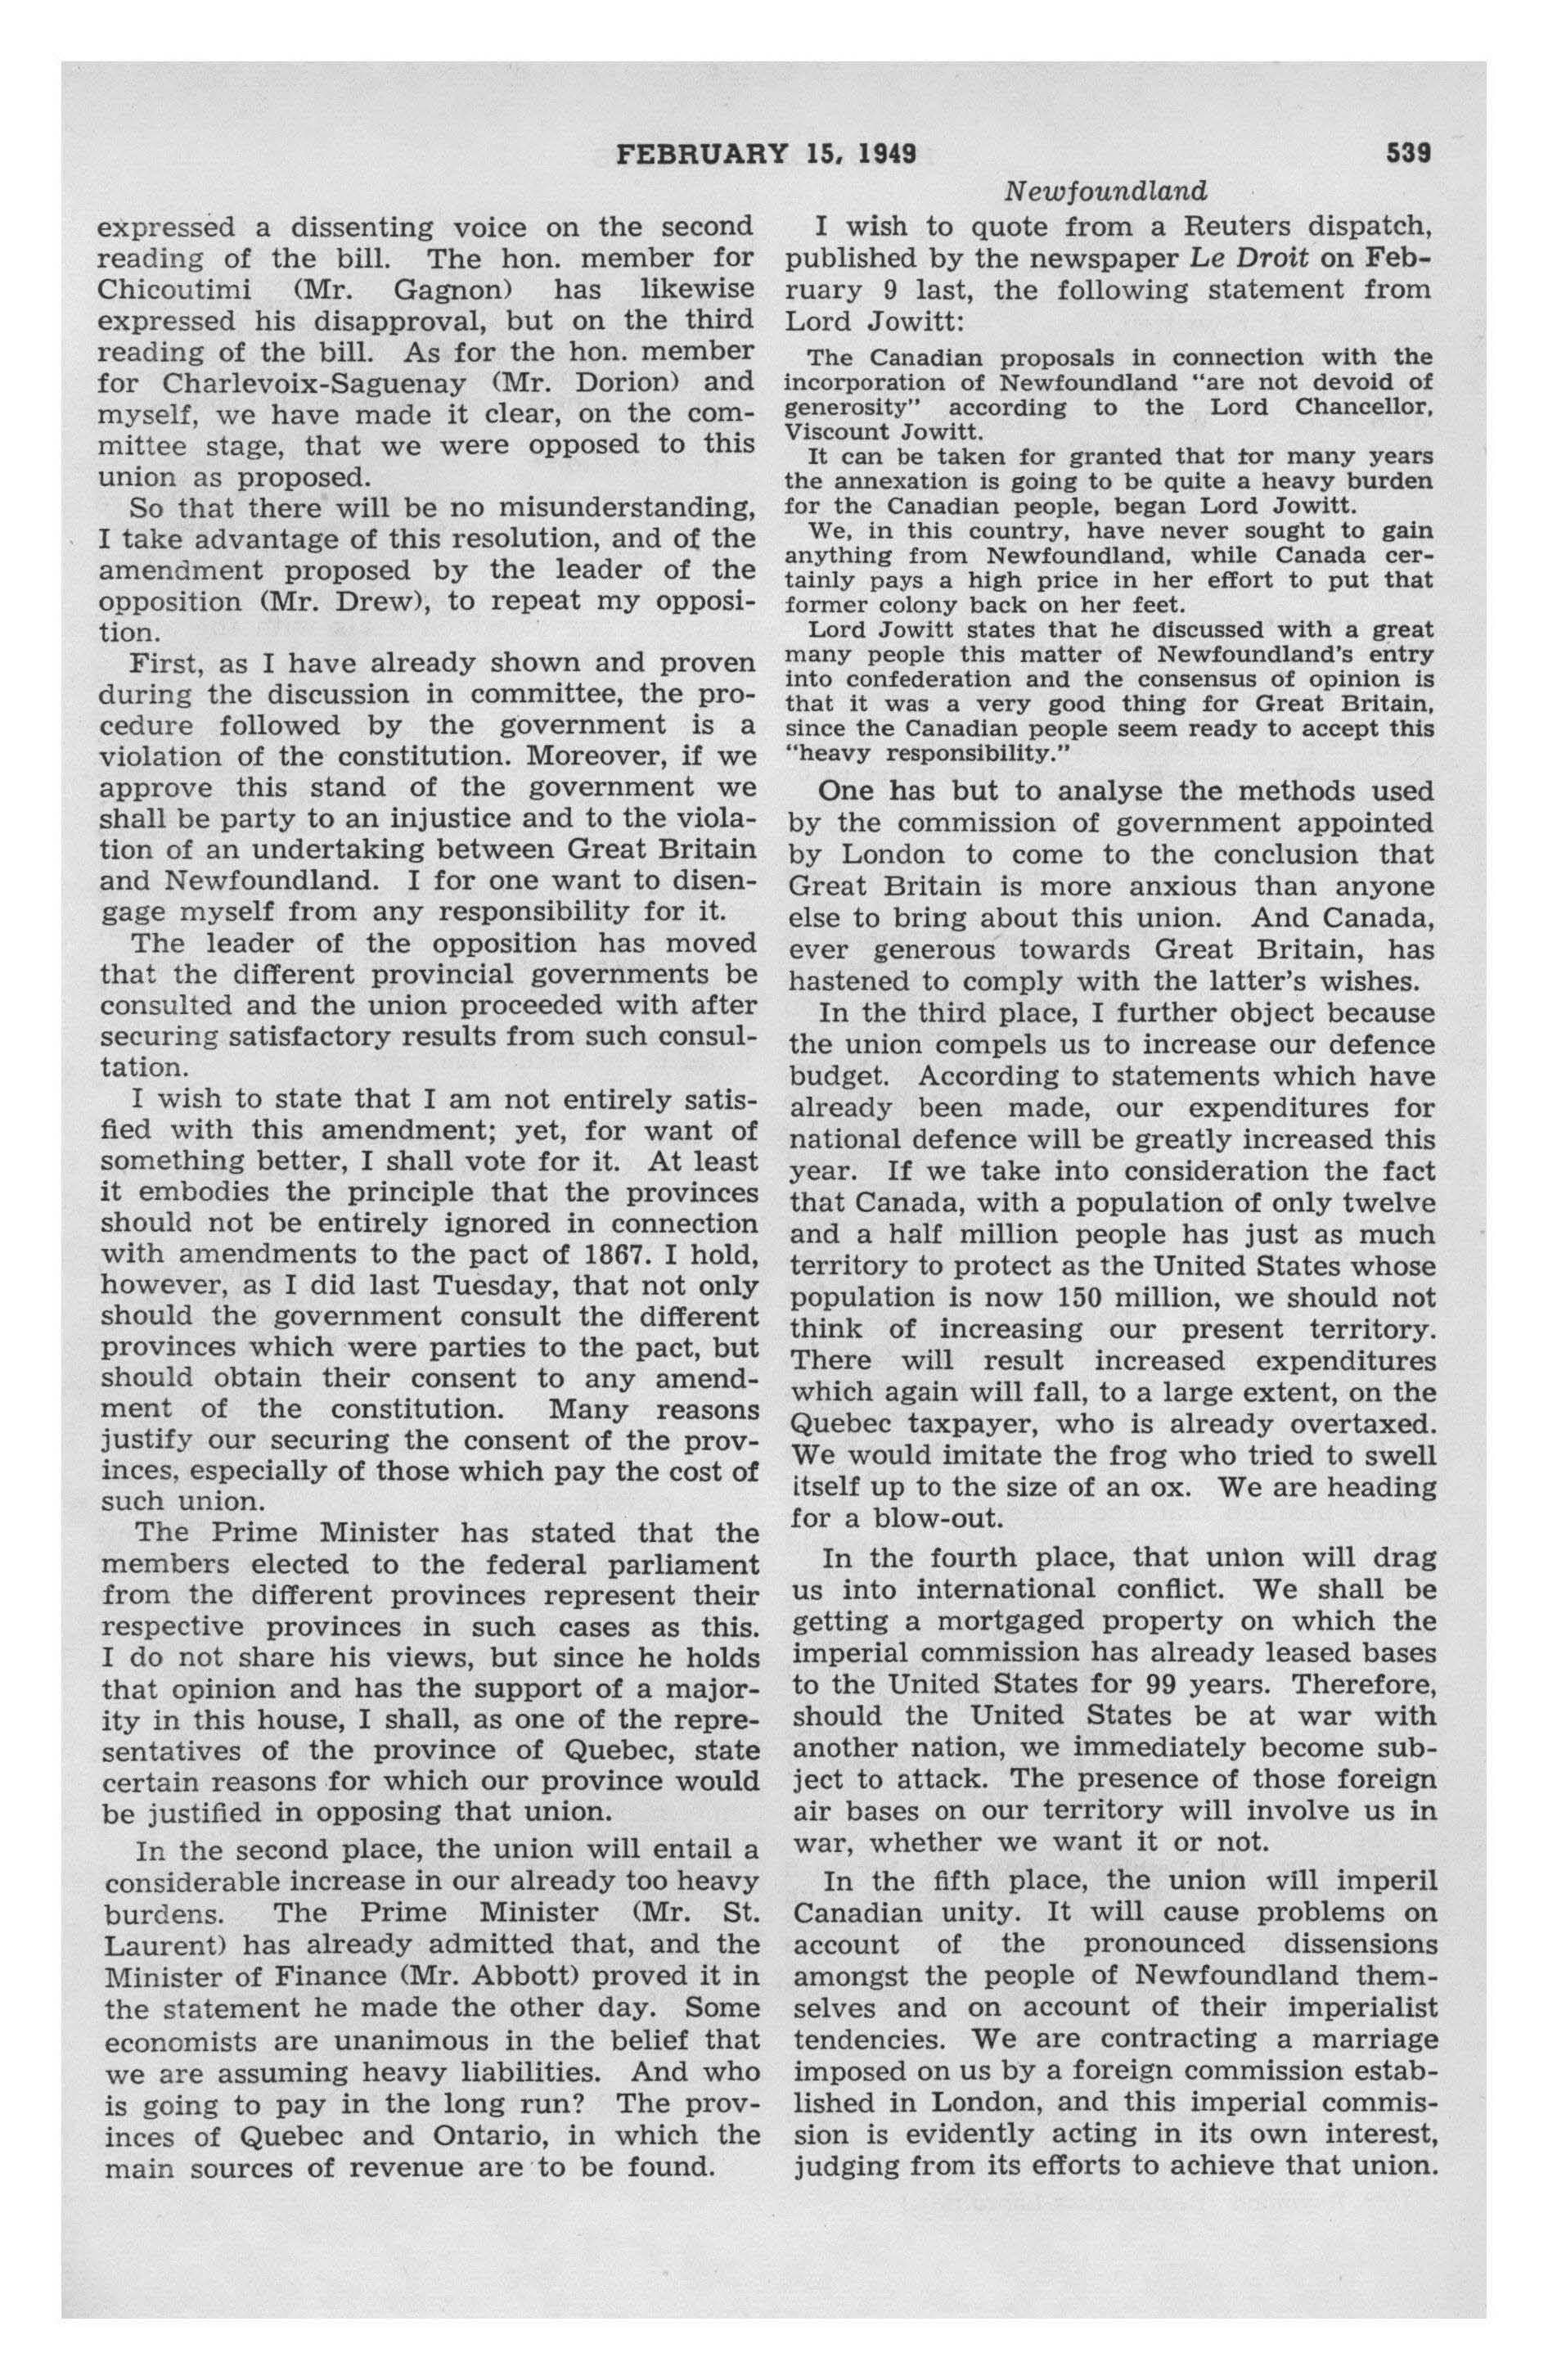 FEBRUARY 15, 1949 539
Newfoundland
expressed a dissenting voice on the second
reading of the bill. The hon. member for
Chicoutimi (Mr. Gagnon) has likewise
expressed his disapproval, but on the third
reading of the bill. As for the hon. member
for Charlevoix-Saguenay (Mr. Dorion) and
myself, we have made it clear, on the com-
mittee stage, that we were opposed to this
union as proposed.
So that there will be no misunderstanding,
I take advantage of this resolution, and of the
amendment proposed by the leader of the
opposition (Mr. Drew), to repeat my opposi-
tion.
First, as I have already shown and proven
during the discussion in committee, the pro-
cedure followed by the government is a
violation of the constitution. Moreover, if we
approve this stand of the government we
shall be party to an injustice and to the viola-
tion of an undertaking between Great Britain
and Newfoundland. I for one want to disen-
gage myself from any responsibility for it.
The leader of the opposition has moved
that the different provincial governments be
consulted and the union proceeded with after
securing satisfactory results from such consul-
tation.
I wish to state that I am not entirely satis-
fied with this amendment; yet, for want of
something better, I shall vote for it. At least
it embodies the principle that the provinces
should not be entirely ignored in connection
with amendments to the pact of 1867. I hold,
however, as I did last Tuesday, that not only
should the government consult the different
provinces which were parties to the pact, but
should obtain their consent to any amend-
ment of the constitution. Many reasons
justify our securing the consent of the prov-
inces, especially of those which pay the cost of
such union.
The Prime Minister has stated that the
members elected to the federal parliament
from the different provinces represent their
respective provinces in such cases as this.
I do not share his views, but since he holds
that opinion and has the support of a major-
ity in this house, I shall, as one of the repre-
sentatives of the province of Quebec, state
certain reasons for which our province would
be justified in opposing that union.
In the second place, the union will entail a
considerable increase in our already too heavy
burdens. The Prime Minister (Mr. St.
Laurent) has already admitted that, and the
Minister of Finance (Mr. Abbott) proved it in
the statement he made the other day. Some
economists are unanimous in the belief that
we are assuming heavy liabilities. And who
is going to pay in the long run? The prov-
inces of Quebec and Ontario, in which the
main sources of revenue are to be found.
I wish to quote from a Reuters dispatch,
published by the newspaper Le Droit on Feb-
ruary 9 last, the following statement from
Lord Jowitt:
The Canadian proposals in connection with the
incorporation of Newfoundland "are not devoid of
generosity" according to the Lord Chancellor,
Viscount Jowitt.
It can be taken for granted that for many years
the annexation is going to be quite a heavy burden
for the Canadian people, began Lord Jowitt.
We, in this country, have never sought to gain
anything from Newfoundland, while Canada cer-
tainly pays a high price in her effort to put that
former colony back on her feet.
Lord Jowitt states that he discussed with a great
many people this matter of Newfoundland's entry
into confederation and the consensus of opinion is
that it was a very good thing for Great Britain,
since the Canadian people seem ready to accept this
"heavy responsibility."
One has but to analyse the methods used
by the commission of government appointed
by London to come to the conclusion that
Great Britain is more anxious than anyone
else to bring about this union. And Canada,
ever generous towards Great Britain, has
hastened to comply with the latter's wishes.
In the third place, I further object because
the union compels us to increase our defence
budget. According to statements which have
already been made, our expenditures for
national defence will be greatly increased this
year. If we take into consideration the fact
that Canada, with a population of only twelve
and a half million people has just as much
territory to protect as the United States whose
population is now 150 million, we should not
think of increasing our present territory.
There will result increased expenditures
which again will fall, to a large extent, on the
Quebec taxpayer, who is already overtaxed.
We would imitate the frog who tried to swell
itself up to the size of an ox. We are heading
for a blow-out.
In the fourth place, that union will drag
us into international conflict. We shall be
getting a mortgaged property on which the
imperial commission has already leased bases
to the United States for 99 years. Therefore,
should the United States be at war with
another nation, we immediately become sub-
ject to attack. The presence of those foreign
air bases on our territory will involve us in
war, whether we want it or not.
In the fifth place, the union will imperil
Canadian unity. It will cause problems on
account of the pronounced dissensions
amongst the people of Newfoundland them-
selves and on account of their imperialist
tendencies. We are contracting a marriage
imposed on us by a foreign commission estab-
lished in London, and this imperial commis-
sion is evidently acting in its own interest,
judging from its efforts to achieve that union.